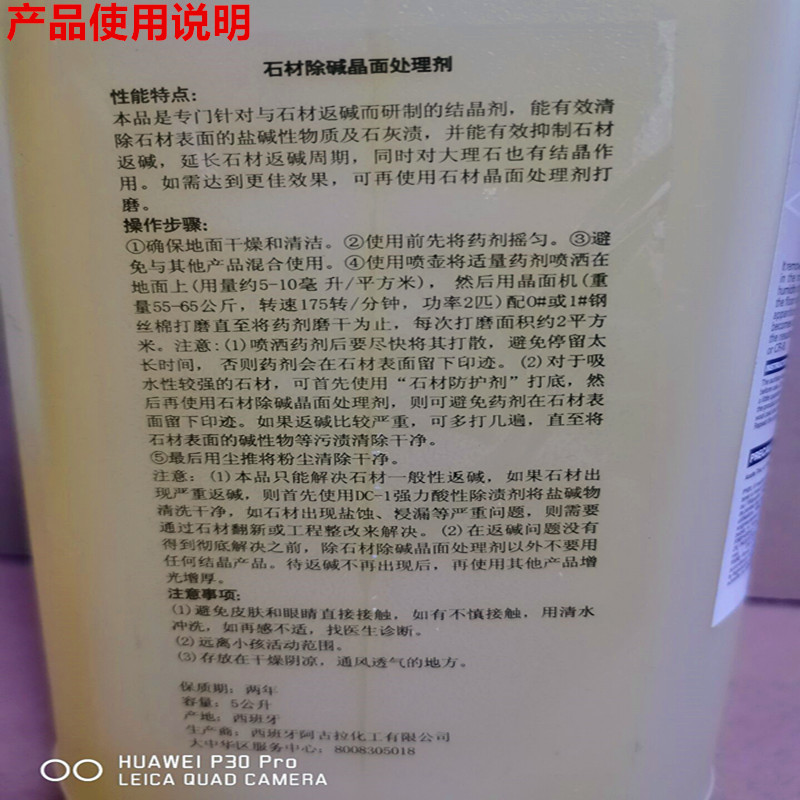 产品使用说明
石材除碱晶面处理剂
性能特点:
本品是专门针对与石材返碱而研制的结晶剂，能有效清
除石材表面的盐碱性物质及石灰渍，并能有效抑制石材
返碱，延长石材返碱周期，同时对大理石也有结晶作
用。如需达到更佳效果，可再使用石材晶面处理剂打
磨。
操作步骤:
①确保地面干燥和清洁。②使用前先将药剂摇匀。③避
免与其他产品混合使用。④使用喷壶将适量药剂喷洒在
地面上(用量约5-10毫 升/平方米)， 然后用晶面机(重
量55-65公斤，转速175转/分钟，功率2匹)配0#或1#钢
丝棉打磨直至将药剂磨干为止，每次打磨面积约2平方
米。注意:(1)喷洒药剂后要尽快将其打散，避免停留太
长时间， 否则药剂会在石材表面留下印迹。(2)对于吸
水性较强的石材，可首先使用“石材防护剂”打底，然
后再使用石材除碱晶面处理剂，则可避免药剂在石材表
面留下印迹。如果返碱比较严重，可多打几遍，直至将
石材表面的碱性物等污渍清除干净。
⑤最后用尘推将粉尘清除干净。
注意： (1)本品只能解决石材一般性返碱，如果石材出
现严重返碱，则首先使用DC-1强力酸性除渍剂将盐碱物
清洗干净，如石材出现盐蚀、浸漏等严重问题，则需要
通过石材翻新或工程整改来解决。(2)在返碱问题没有
得到彻底解决之前，除石材除碱晶面处理剂以外不要用
任何结晶产品。待返碱不再出现后，再使用其他产品增
光增厚。
注意事项:
(1)避免皮肤和眼睛直接接触，如有不慎接触，用清水
冲洗，如再感不适，找医生诊断。
(2)远离小孩活动范围。
(3)存放在干燥阴凉，通风透气的地方。
保质期：两年
容量：5公升
产地：西班牙
生产商：西班牙阿古拉化工有限公司
大中华区服务中心：8008305018
HUAWEI P30 Pro
LEICA QUAD CAMERA